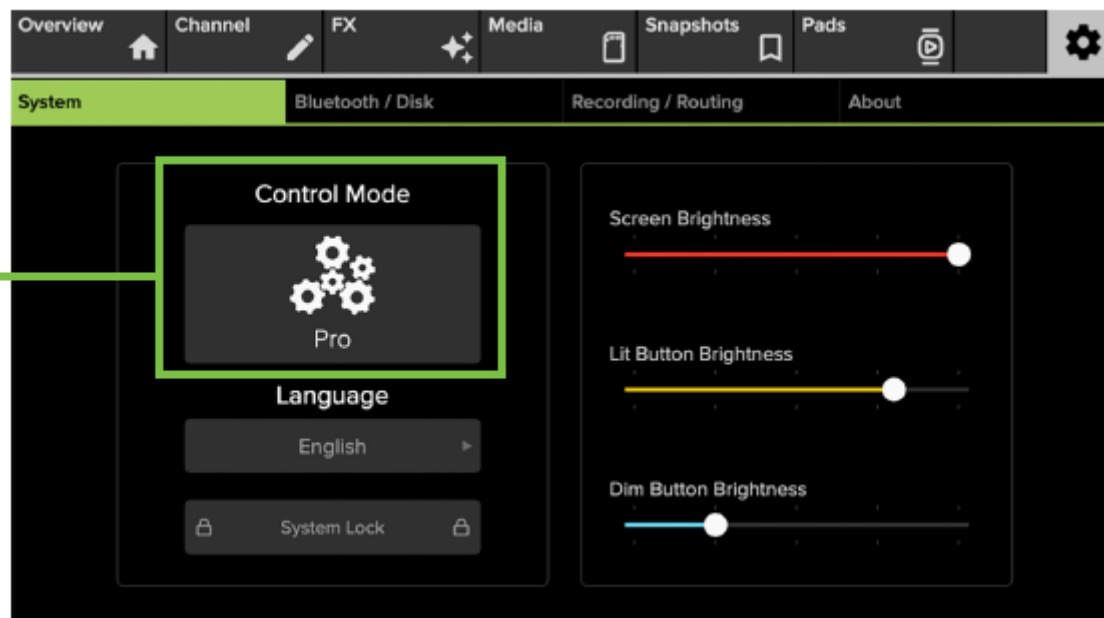 Overview Channel FX Media Snapshots Pads
System Bluetooth / Disk Recording / Routing About
Control Mode
Pro
Language
English
System Lock
Screen Brightness
Lit Button Brightness
Dim Button Brightness